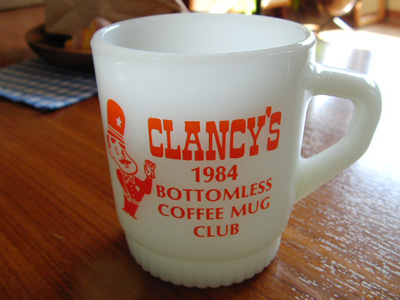 CLANCY'S
1984
BOTTOMLESS
COFFEE MUG
CLUB